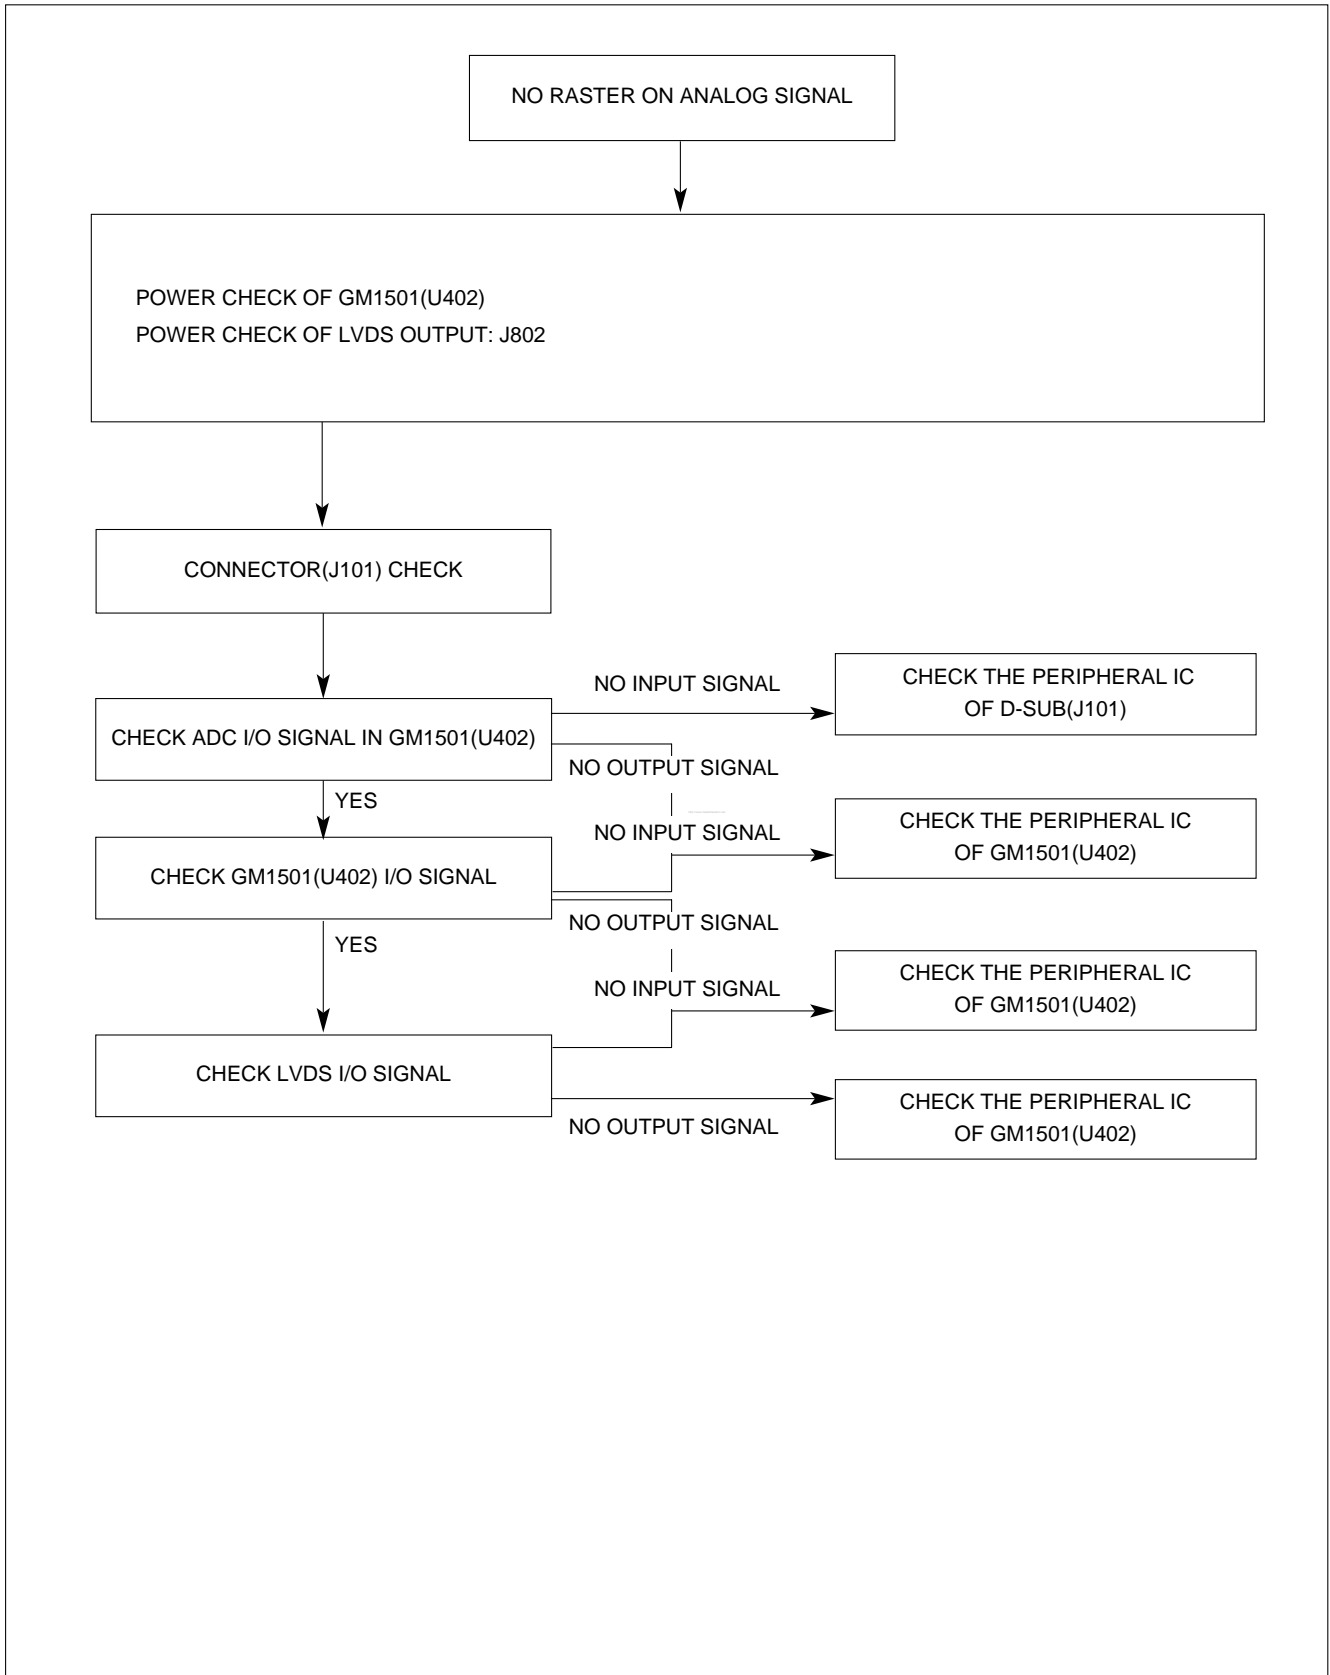 NO RASTER ON ANALOG SIGNAL
POWER CHECK OF GM1501(U402)
POWER CHECK OF LVDS OUTPUT: J802
CONNECTOR(J101) CHECK
NO INPUT SIGNAL
CHECK THE PERIPHERAL IC
OF D-SUB(J101)
CHECK ADC I/O SIGNAL IN GM1501(U402)
NO OUTPUT SIGNAL
YES
NO INPUT SIGNAL
CHECK THE PERIPHERAL IC
OF GM1501(U402)
CHECK GM1501(U402) I/O SIGNAL
NO OUTPUT SIGNAL
YES
NO INPUT SIGNAL
CHECK THE PERIPHERAL IC
OF GM1501(U402)
CHECK LVDS I/O SIGNAL
NO OUTPUT SIGNAL
CHECK THE PERIPHERAL IC
OF GM1501(U402)